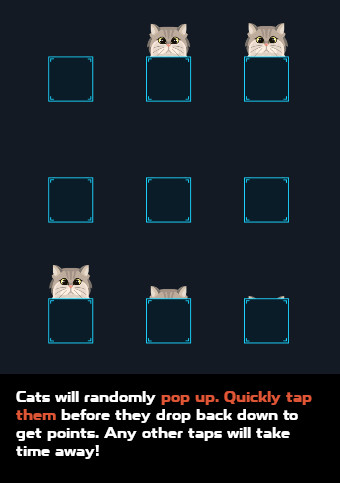 Cats will randomly pop up. Quickly tap
them before they drop back down to
get points. Any other taps will take
time away!